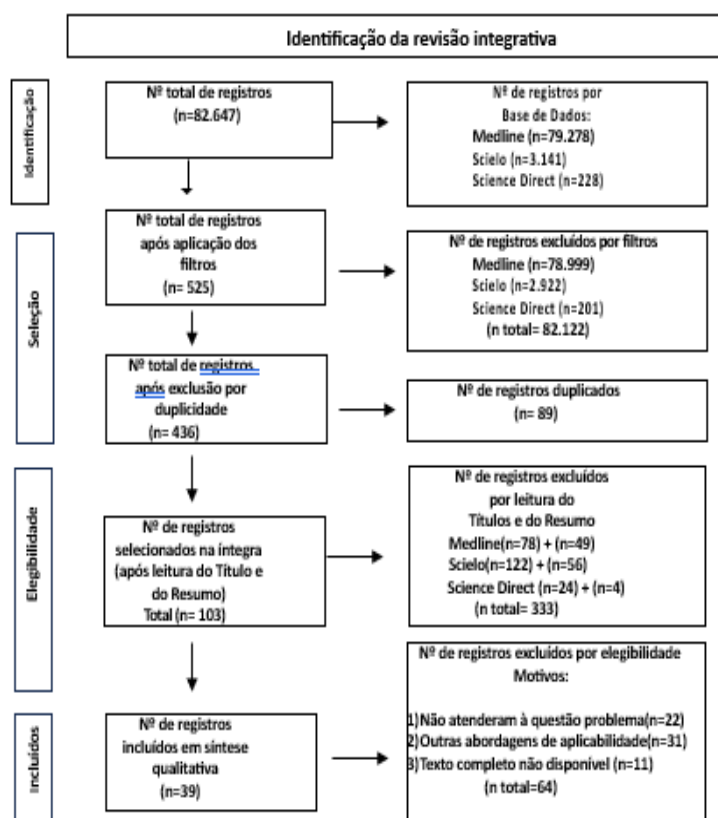 Identificação da revisão integrativa
Identificação
Nº total de registros
(n=82.647)
Nº de registros por
Base de Dados:
Medline (n=79.278)
Scielo (n=3.141)
Science Direct (n=228)
Seleção
Nº total de registros
após aplicação dos
filtros
(n= 525)
Nº de registros excluídos por filtros
Medline (n=78.999)
Scielo (n=2.922)
Science Direct (n=201)
(n total= 82.122)
Nº total de registros
após exclusão por
duplicidade
(n= 436)
Nº de registros duplicados
(n= 89)
Elegibilidade
Nº de registros
selecionados na íntegra
(após leitura do Título e
do Resumo)
Total (n= 103)
Nº de registros excluídos
por leitura do
Títulos e do Resumo
Medline(n=78) + (n=49)
Scielo(n=122) + (n=56)
Science Direct (n=24) + (n=4)
(n total= 333)
Incluídos
Nº de registros
incluídos em síntese
qualitativa
(n=39)
Nº de registros excluídos por elegibilidade
Motivos:
1)Não atenderam à questão problema(n=22)
2)Outras abordagens de aplicabilidade(n=31)
3)Texto completo não disponível (n=11)
(n total=64)